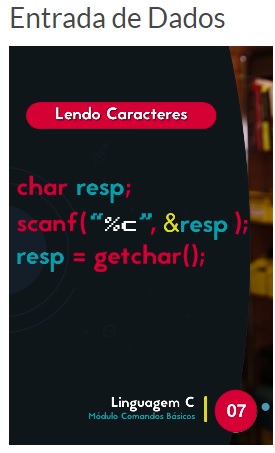 Entrada de Dados
Lendo Caracteres
char resp;
scanf( “%c”, &resp );
resp = getchar();
Linguagem C
Módulo Comandos Básicos
07